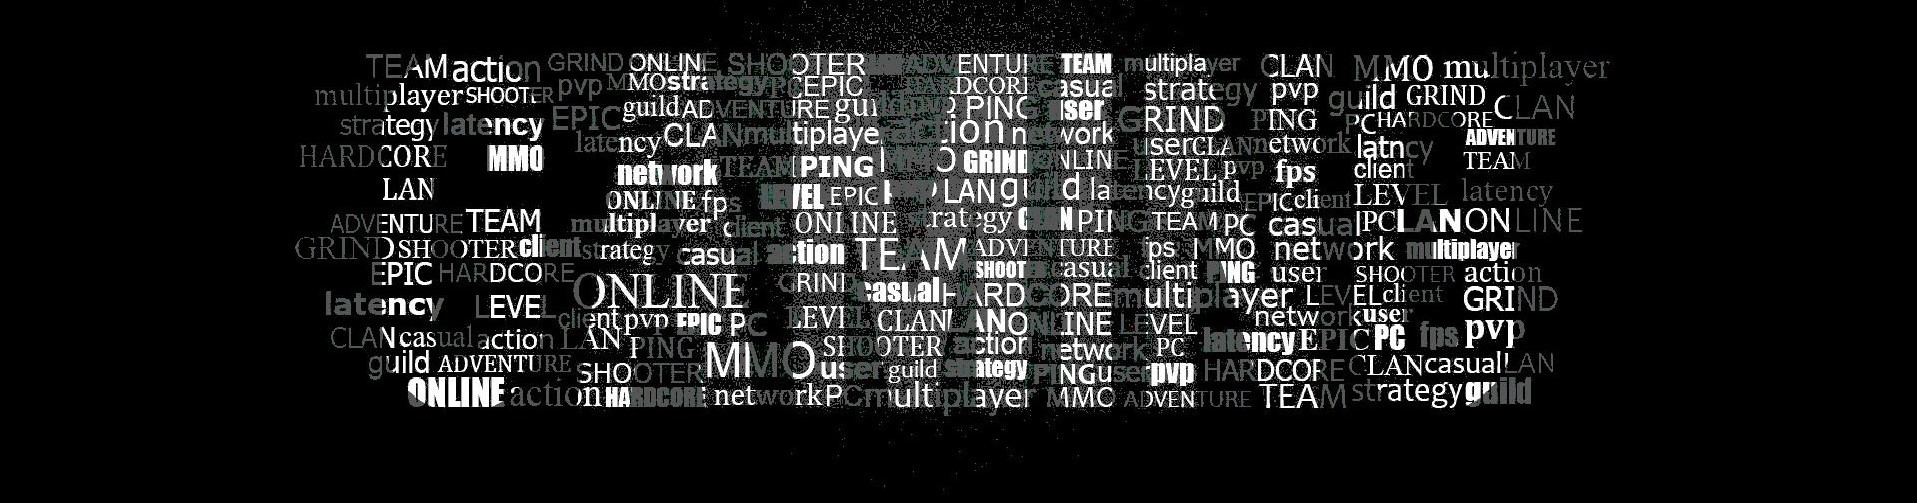 TEAM action GRIND ONLINE SHOOTER ADVENTURE TEAM multiplayer CLAN MMO multiplayer
multiplayer SHOOTER pvp MMO strategy EPIC HARDCORE casual strategy pvp guild GRIND CLAN
strategy latency EPIC guild ADVENTURE guild PING user GRIND PING PC HARDCORE ADVENTURE
HARDCORE MMO latency CLAN multiplayer action network user CLAN network latency TEAM
LAN network TEAM PING GRIND ONLINE LEVEL pvp fps client
ADVENTURE TEAM ONLINE fps LEVEL EPIC LAN guild latency guild EPIC client LEVEL latency
multiplayer client ONLINE strategy PING TEAM PC casual PC LAN ONLINE
GRIND SHOOTER client strategy casual action TEAM ADVENTURE fps MMO network multiplayer
EPIC HARDCORE ONLINE GRIND SHOOT casual client PING user SHOOTER action
latency LEVEL casual HARDCORE multiplayer LEVEL client GRIND
client pvp EPIC PC LEVEL CLAN ONLINE LEVEL network user
CLAN casual action LAN PING MMO SHOOTER action network PC latency EPIC PC fps pvp
guild ADVENTURE SHOOTER user guild strategy PING user pvp HARDCORE CLAN casual LAN
ONLINE action HARDCORE network PC multiplayer MMO ADVENTURE TEAM strategy guild